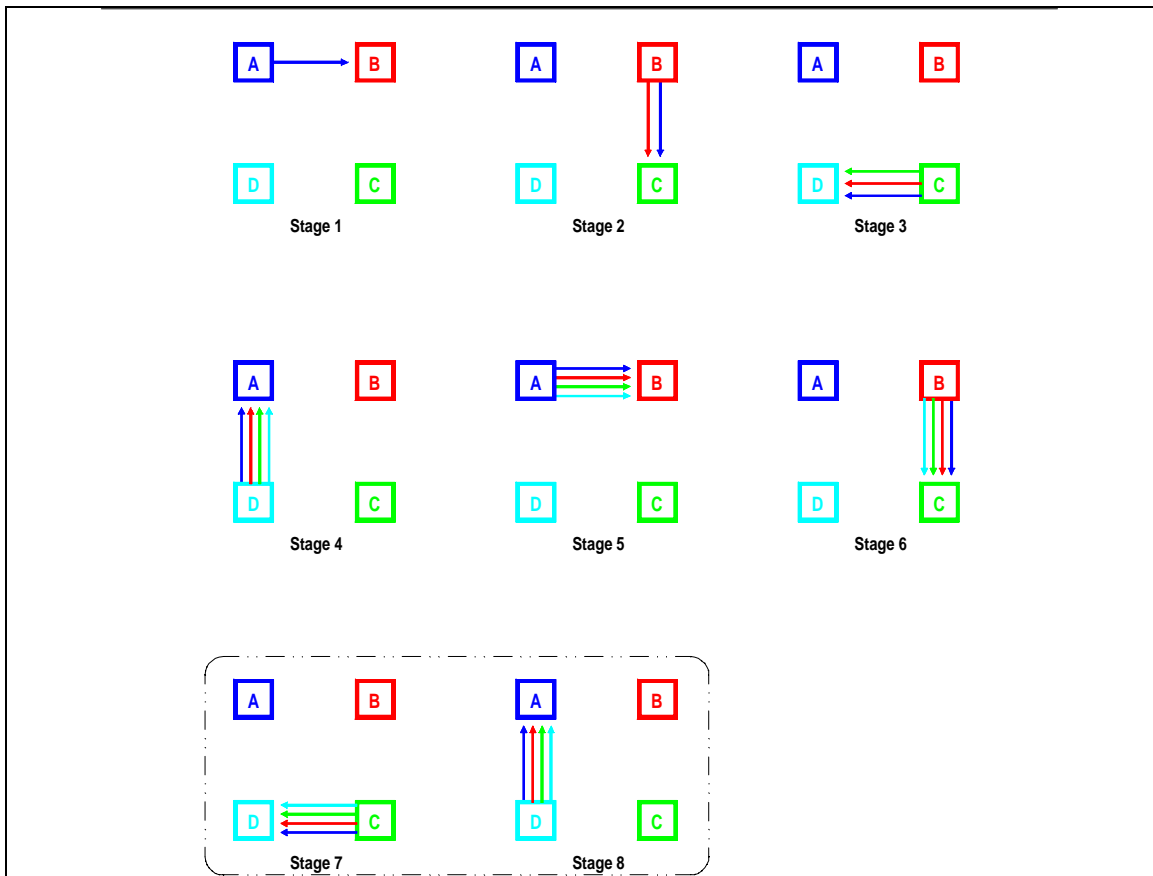 A B A B A B
D C D C D C
Stage 1 Stage 2 Stage 3
A B A B A B
D C D C D C
Stage 4 Stage 5 Stage 6
A B A B
D C D C
Stage 7 Stage 8